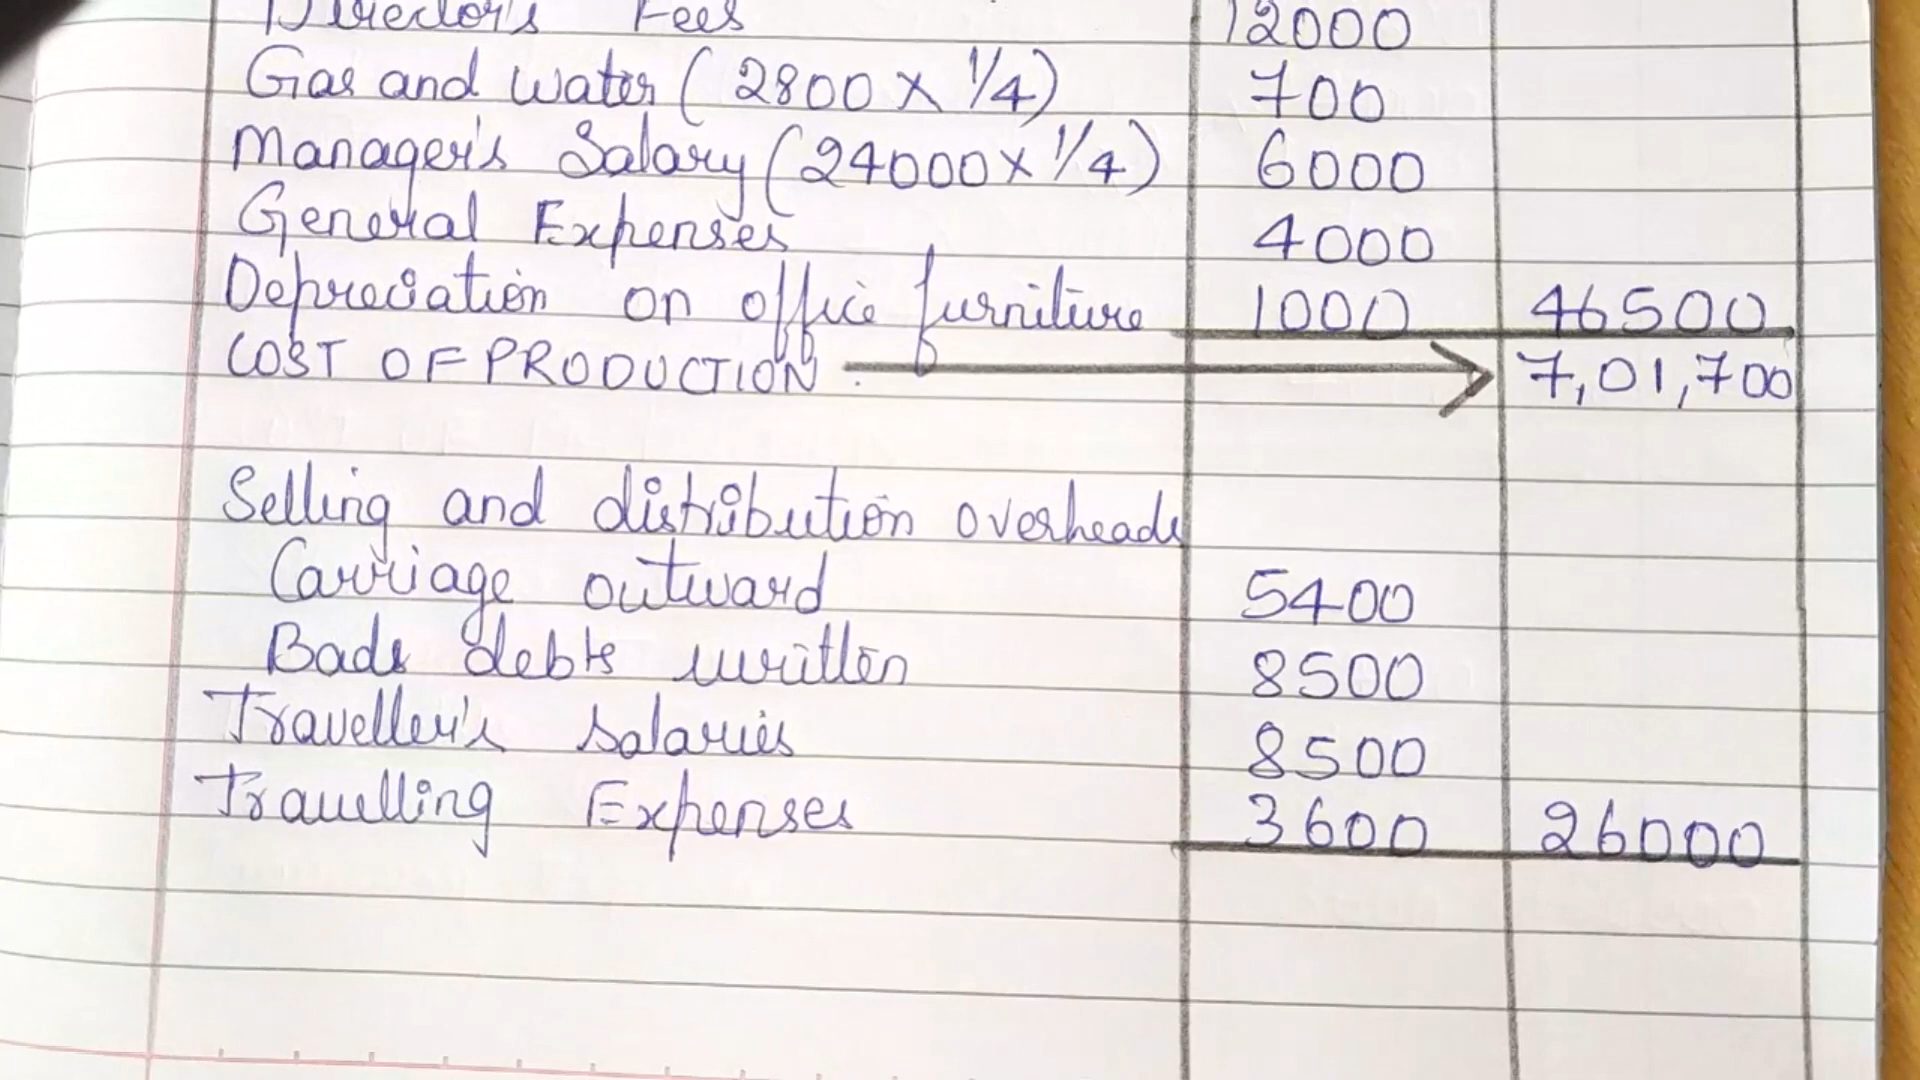 Director's Fees 12000
Gas and water (2800 × 1/4) 700
Manager's Salary (24000 × 1/4) 6000
General Expenses 4000
Depreciation on office furniture 1000 46500
COST OF PRODUCTION 7,01,700
Selling and distribution overheads
Carriage outward 5400
Bads debts written 8500
Traveller's salaries 8500
Travelling Expenses 3600 26000